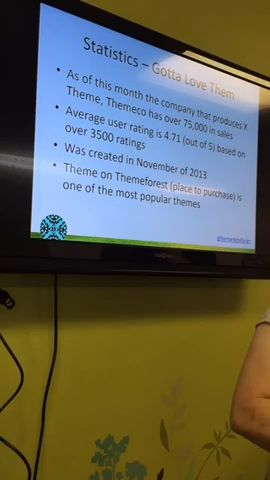 Statistics – Gotta Love Them
• As of this month the company that produces X
Theme, Themeco has over 75,000 in sales
• Average user rating is 4.71 (out of 5) based on
over 3500 ratings
• Was created in November of 2013
• Theme on Themeforest (place to purchase) is
one of the most popular themes